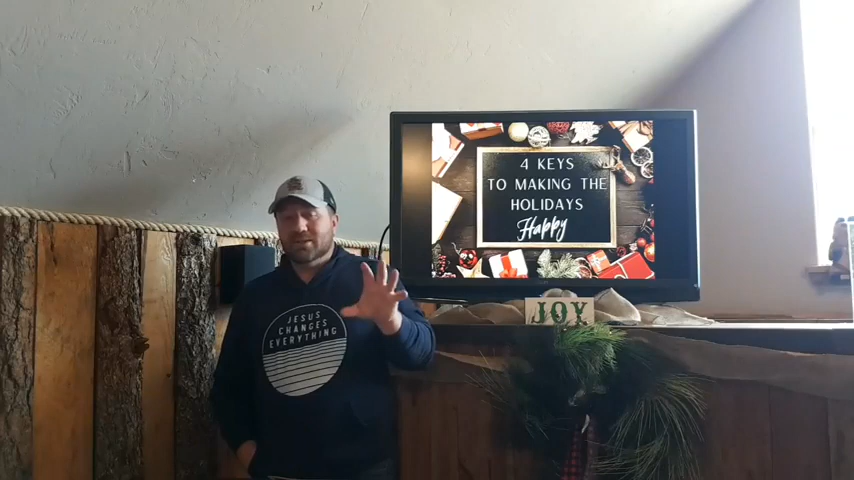 4 KEYS
TO MAKING THE
HOLIDAYS
Happy
JOY
JESUS
CHANGES
EVERYTHING